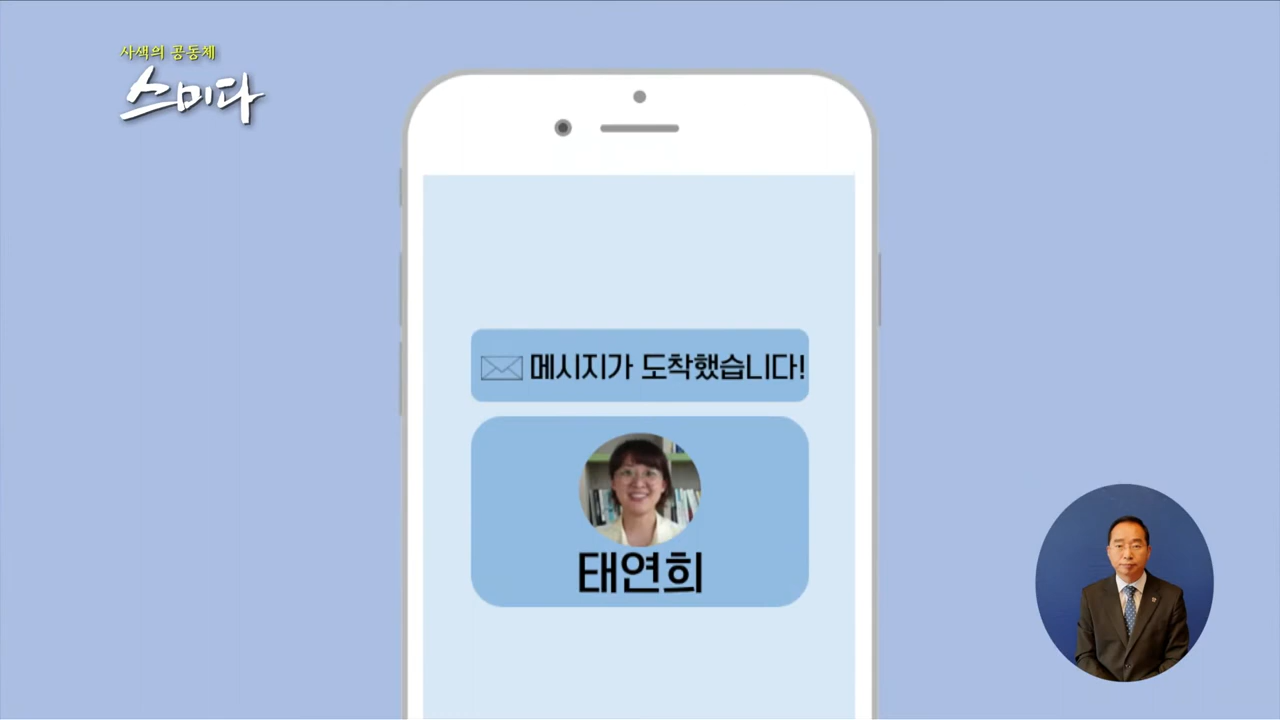 사색의 공동체
스미다
메시지가 도착했습니다!
태연희